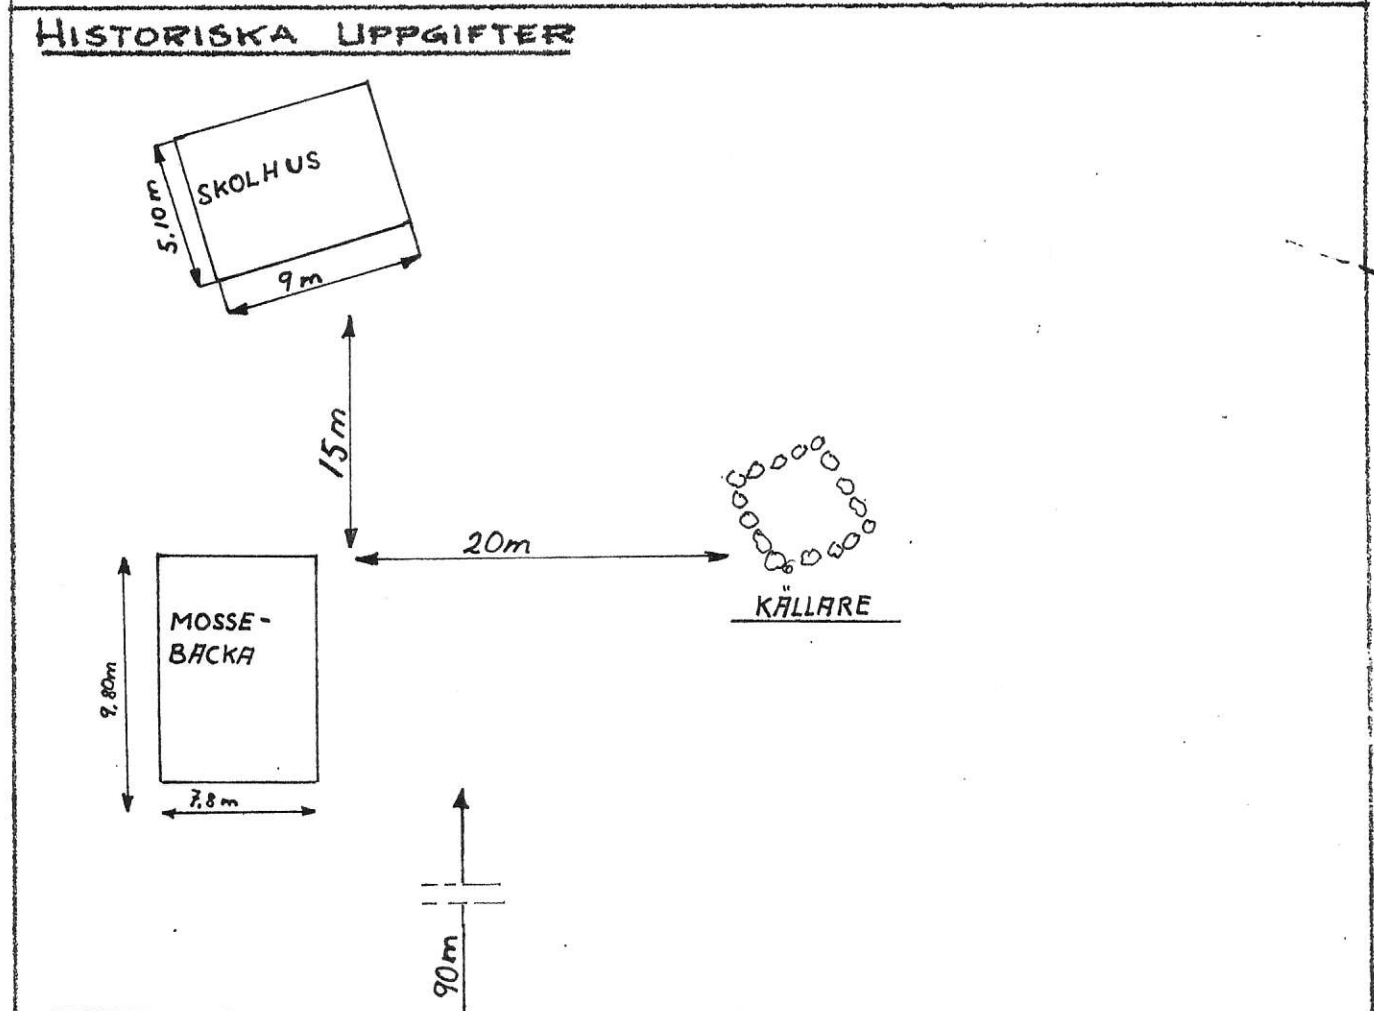 HISTORISKA UPPGIFTER
SKOLHUS
5.10m
9m
15m
20m
KÄLLARE
MOSSE-
BACKA
9.80m
7.8m
90m